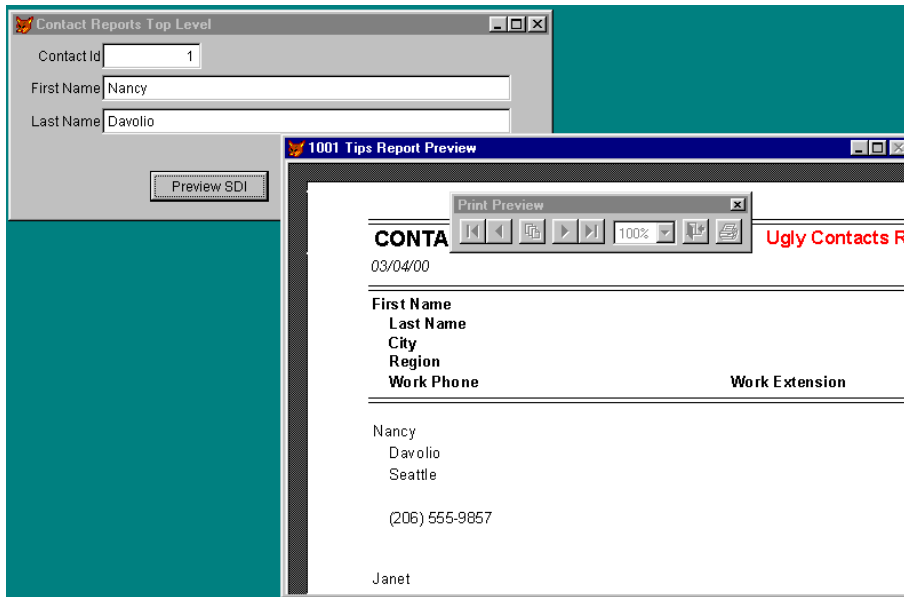 Contact Reports Top Level
Contact Id 1
First Name Nancy
Last Name Davolio
Preview SDI
1001 Tips Report Preview
Print Preview
100%
CONTA
Ugly Contacts R
03/04/00
First Name
Last Name
City
Region
Work Phone Work Extension
Nancy
Davolio
Seattle
(206) 555-9857
Janet